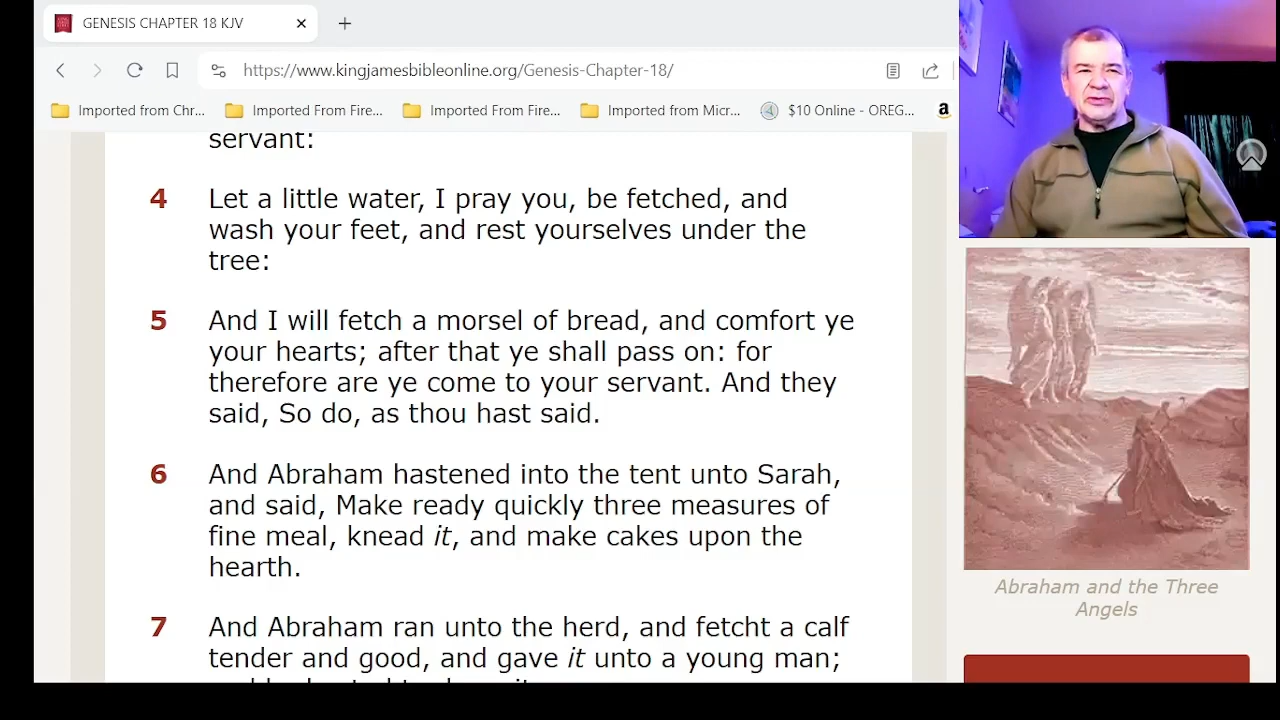 GENESIS CHAPTER 18 KJV
https://www.kingjamesbibleonline.org/Genesis-Chapter-18/
Imported from Chr...
Imported From Fire...
Imported From Fire...
Imported from Micr...
$10 Online - OREG...
servant:
4 Let a little water, I pray you, be fetched, and
wash your feet, and rest yourselves under the
tree:
5 And I will fetch a morsel of bread, and comfort ye
your hearts; after that ye shall pass on: for
therefore are ye come to your servant. And they
said, So do, as thou hast said.
6 And Abraham hastened into the tent unto Sarah,
and said, Make ready quickly three measures of
fine meal, knead it, and make cakes upon the
hearth.
7 And Abraham ran unto the herd, and fetcht a calf
tender and good, and gave it unto a young man;
Abraham and the Three
Angels